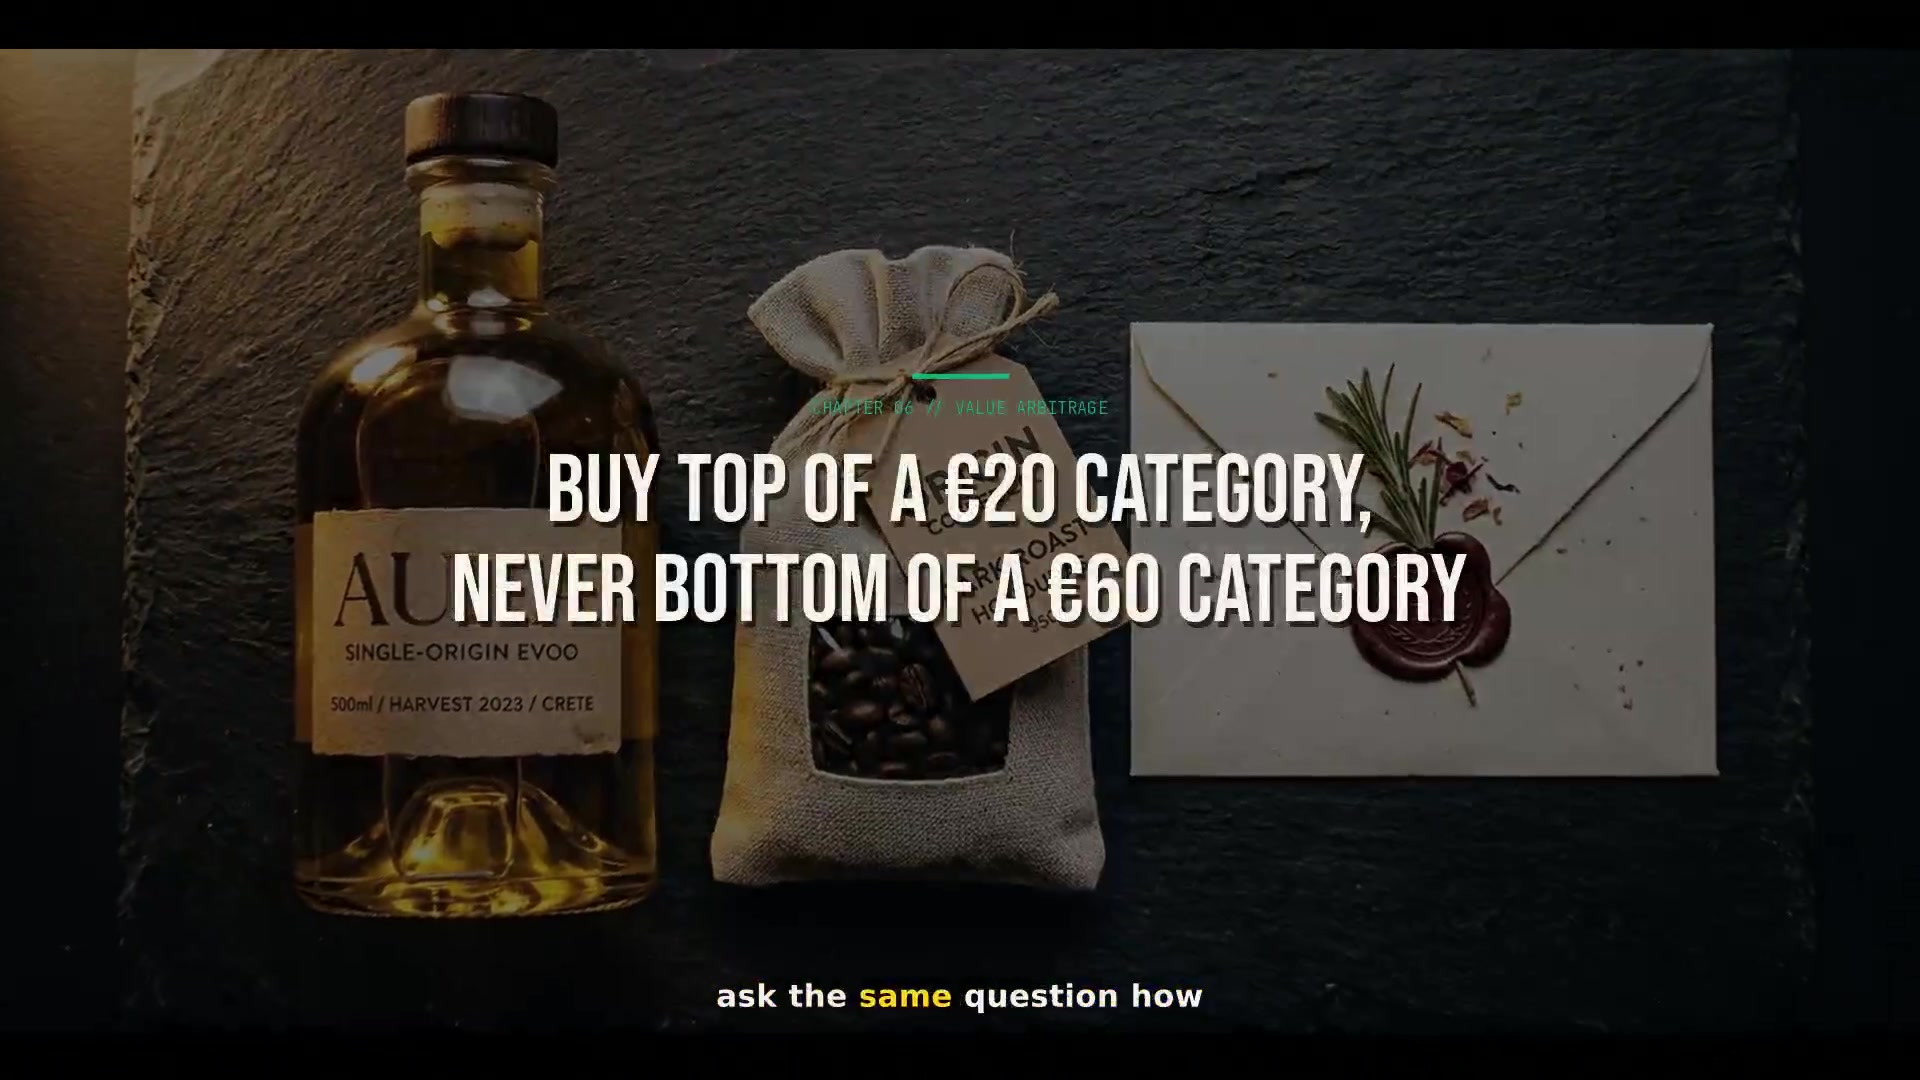 CHAPTER 06 // VALUE ARBITRAGE
BUY TOP OF A €20 CATEGORY,
NEVER BOTTOM OF A €60 CATEGORY
AU
SINGLE-ORIGIN EVOO
500ml / HARVEST 2023 / CRETE
ROAST
ask the same question how